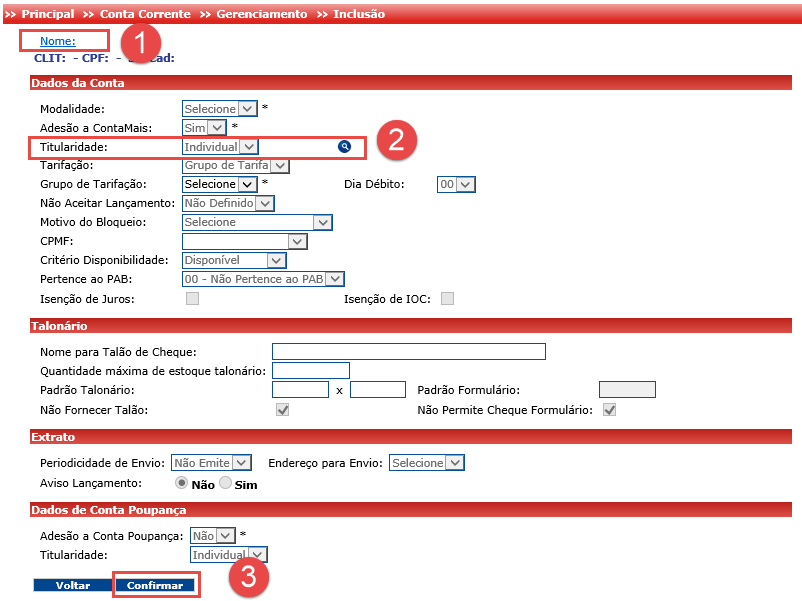 >> Principal >> Conta Corrente >> Gerenciamento >> Inclusão
Nome: 1
CLIT: - CPF: - ad:
Dados da Conta
Modalidade: Selecione *
Adesão a ContaMais: Sim *
Titularidade: Individual 2
Tarifação: Grupo de Tarifa
Grupo de Tarifação: Selecione * Dia Débito: 00
Não Aceitar Lançamento: Não Definido
Motivo do Bloqueio: Selecione
CPMF:
Critério Disponibilidade: Disponível
Pertence ao PAB: 00 - Não Pertence ao PAB
Isenção de Juros: Isenção de IOC:
Talonário
Nome para Talão de Cheque:
Quantidade máxima de estoque talonário:
Padrão Talonário: x Padrão Formulário:
Não Fornecer Talão: Não Permite Cheque Formulário:
Extrato
Periodicidade de Envio: Não Emite Endereço para Envio: Selecione
Aviso Lançamento: Não Sim
Dados de Conta Poupança
Adesão a Conta Poupança: Não *
Titularidade: Individual
Voltar Confirmar 3